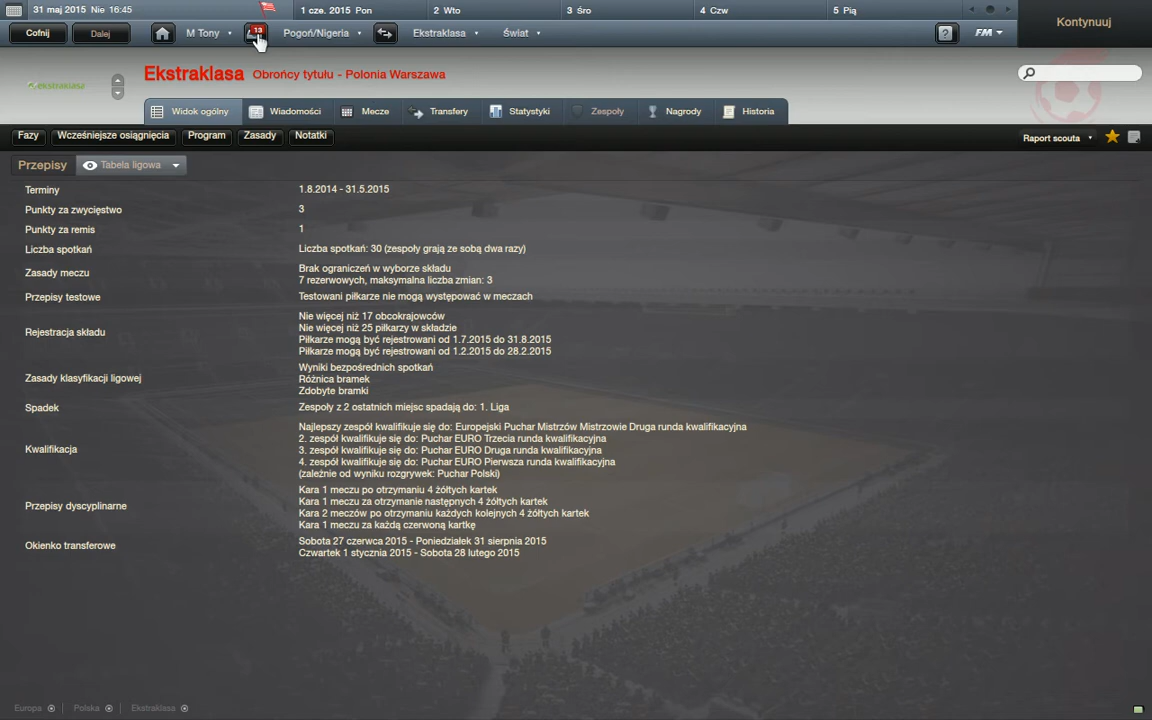 31 maj 2015 Nie 16:45
1 cze. 2015 Pon
2 Wto
3 Śro
4 Czw
5 Pią
Kontynuuj
Cofnij
Dalej
M Tony
13
Pogoń/Nigeria
Ekstraklasa
Świat
?
FM
ekstraklasa
Ekstraklasa Obrońcy tytułu - Polonia Warszawa
Widok ogólny
Wiadomości
Mecze
Transfery
Statystyki
Zespoły
Nagrody
Historia
Fazy
Wcześniejsze osiągnięcia
Program
Zasady
Notatki
Raport scouta
Przepisy
Tabela ligowa
Terminy
1.8.2014 - 31.5.2015
Punkty za zwycięstwo
3
Punkty za remis
1
Liczba spotkań
Liczba spotkań: 30 (zespoły grają ze sobą dwa razy)
Zasady meczu
Brak ograniczeń w wyborze składu
7 rezerwowych, maksymalna liczba zmian: 3
Przepisy testowe
Testowani piłkarze nie mogą występować w meczach
Rejestracja składu
Nie więcej niż 17 obcokrajowców
Nie więcej niż 25 piłkarzy w składzie
Piłkarze mogą być rejestrowani od 1.7.2015 do 31.8.2015
Piłkarze mogą być rejestrowani od 1.2.2015 do 28.2.2015
Zasady klasyfikacji ligowej
Wyniki bezpośrednich spotkań
Różnica bramek
Zdobyte bramki
Spadek
Zespoły z 2 ostatnich miejsc spadają do: 1. Liga
Kwalifikacja
Najlepszy zespół kwalifikuje się do: Europejski Puchar Mistrzów Mistrzowie Druga runda kwalifikacyjna
2. zespół kwalifikuje się do: Puchar EURO Trzecia runda kwalifikacyjna
3. zespół kwalifikuje się do: Puchar EURO Druga runda kwalifikacyjna
4. zespół kwalifikuje się do: Puchar EURO Pierwsza runda kwalifikacyjna
(zależnie od wyniku rozgrywek: Puchar Polski)
Przepisy dyscyplinarne
Kara 1 meczu po otrzymaniu 4 żółtych kartek
Kara 1 meczu za otrzymanie następnych 4 żółtych kartek
Kara 2 meczów po otrzymaniu każdych kolejnych 4 żółtych kartek
Kara 1 meczu za każdą czerwoną kartkę
Okienko transferowe
Sobota 27 czerwca 2015 - Poniedziałek 31 sierpnia 2015
Czwartek 1 stycznia 2015 - Sobota 28 lutego 2015
Europa
Polska
Ekstraklasa